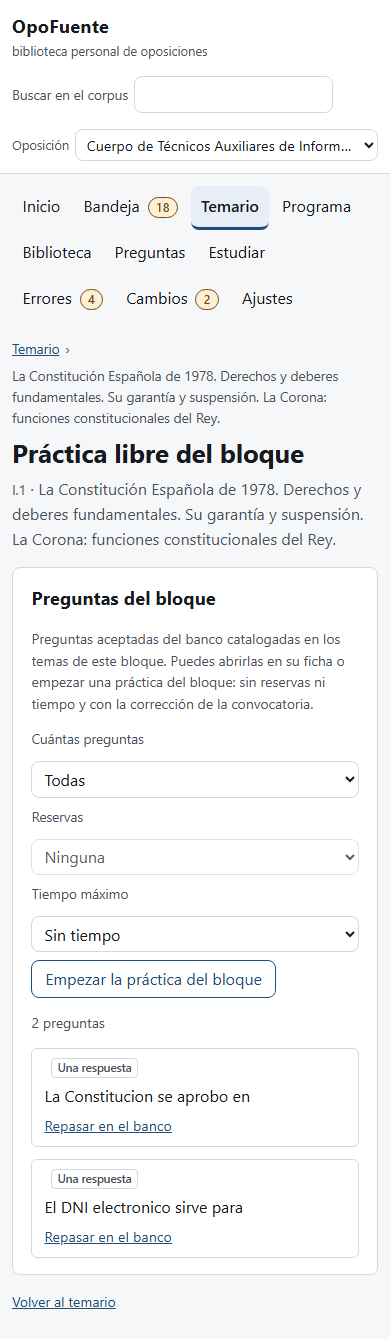 OpoFuente
biblioteca personal de oposiciones
Buscar en el corpus
Oposición
Cuerpo de Técnicos Auxiliares de Inform...
Inicio
Bandeja 18
Temario
Programa
Biblioteca
Preguntas
Estudiar
Errores 4
Cambios 2
Ajustes
Temario ›
La Constitución Española de 1978. Derechos y deberes
fundamentales. Su garantía y suspensión. La Corona:
funciones constitucionales del Rey.
Práctica libre del bloque
I.1 · La Constitución Española de 1978. Derechos y
deberes fundamentales. Su garantía y suspensión.
La Corona: funciones constitucionales del Rey.
Preguntas del bloque
Preguntas aceptadas del banco catalogadas en los
temas de este bloque. Puedes abrirlas en su ficha o
empezar una práctica del bloque: sin reservas ni
tiempo y con la corrección de la convocatoria.
Cuántas preguntas
Todas
Reservas
Ninguna
Tiempo máximo
Sin tiempo
Empezar la práctica del bloque
2 preguntas
Una respuesta
La Constitucion se aprobo en
Repasar en el banco
Una respuesta
El DNI electronico sirve para
Repasar en el banco
Volver al temario